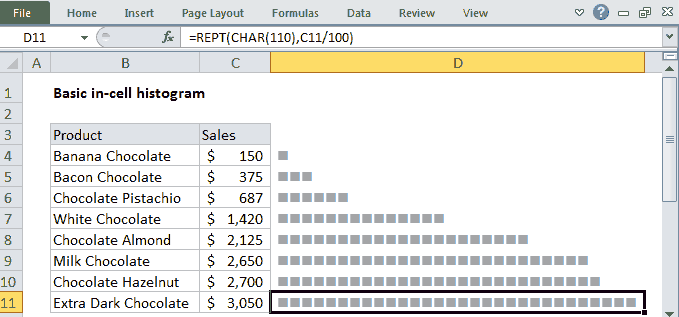 File Home Insert Page Layout Formulas Data Review View
D11 fx =REPT(CHAR(110),C11/100)
A B C D
1 Basic in-cell histogram
2
3 Product Sales
4 Banana Chocolate $ 150
5 Bacon Chocolate $ 375
6 Chocolate Pistachio $ 687
7 White Chocolate $ 1,420
8 Chocolate Almond $ 2,125
9 Milk Chocolate $ 2,650
10 Chocolate Hazelnut $ 2,700
11 Extra Dark Chocolate $ 3,050